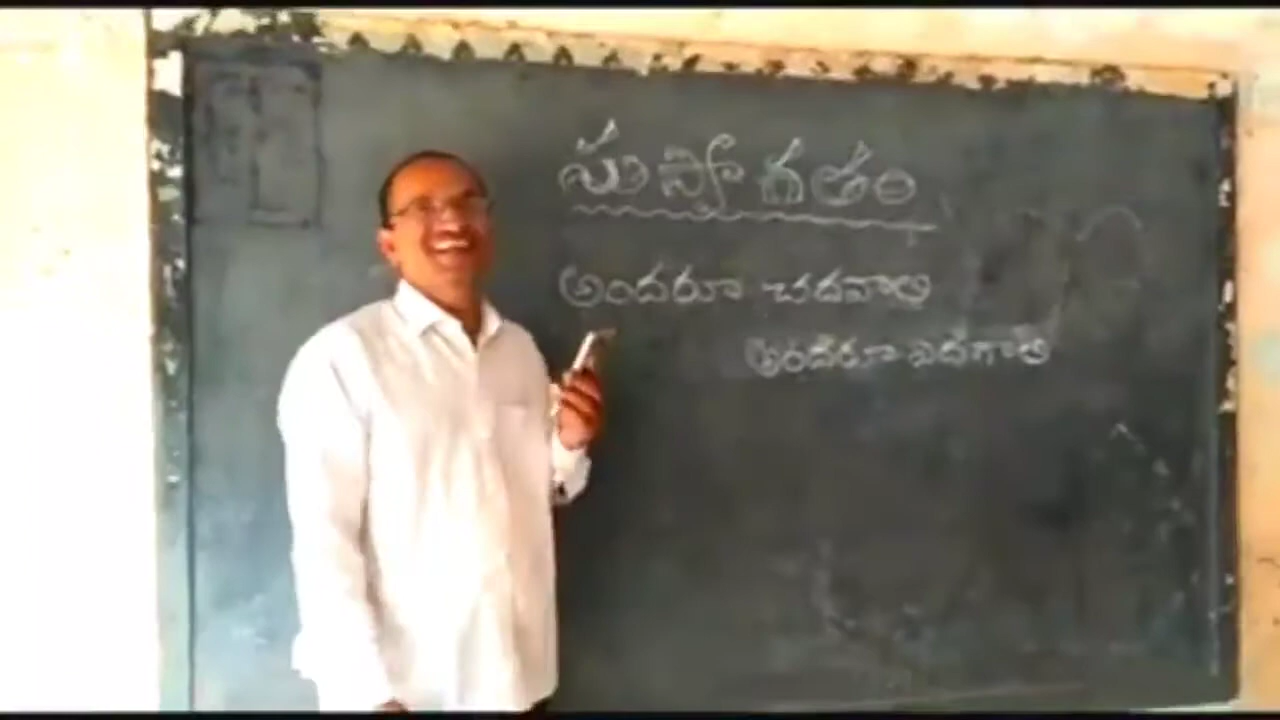 సుస్వాగతం
అందరూ చదవాలి
అందరూ ఎదగాలి